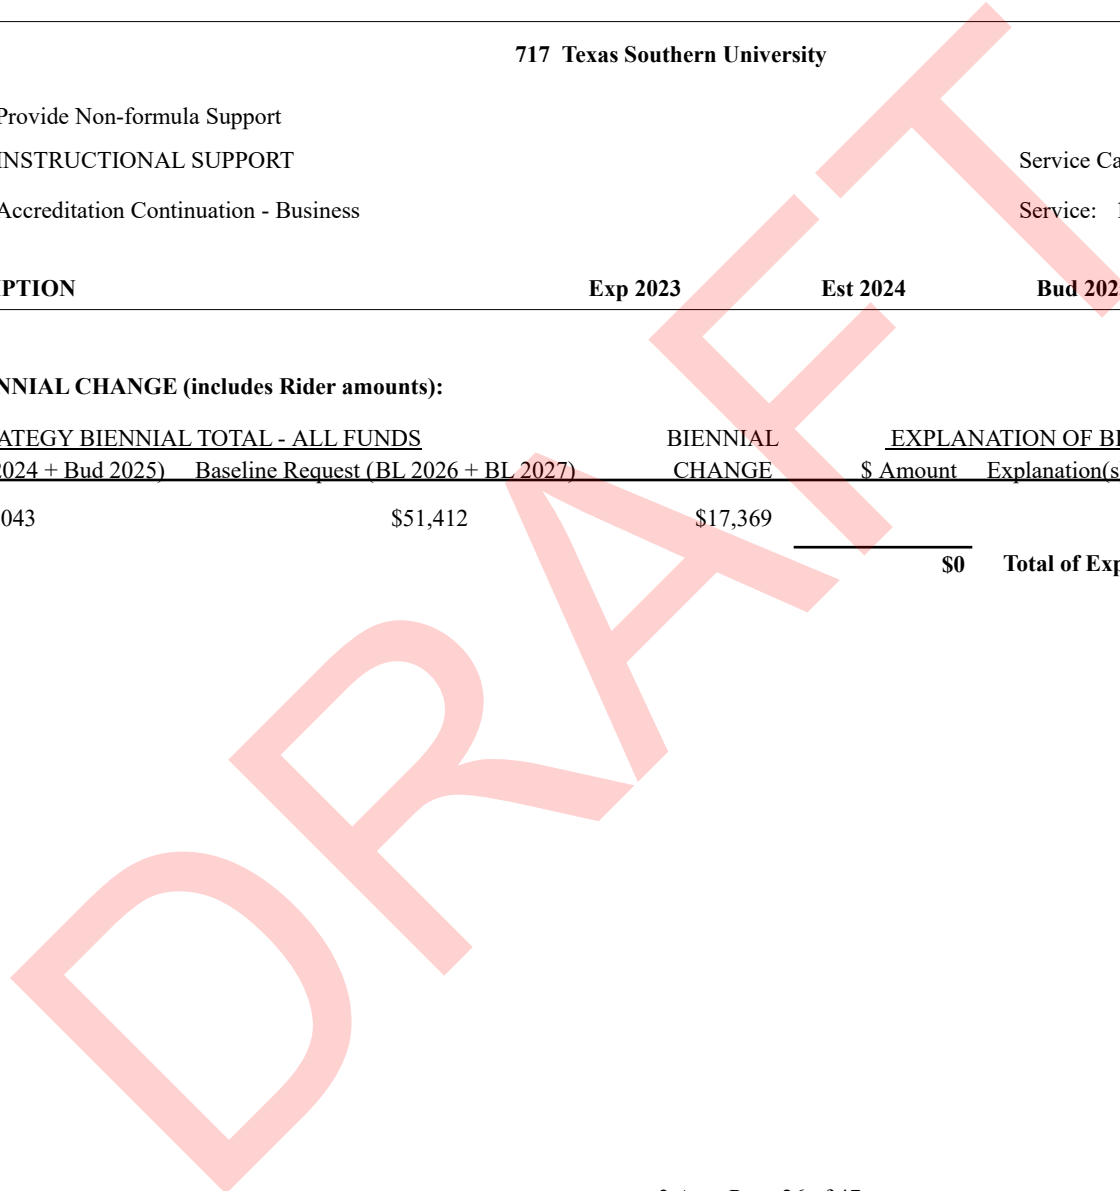 717 Texas Southern University
Provide Non-formula Support
INSTRUCTIONAL SUPPORT
Service Ca
Accreditation Continuation - Business
Service: 1
PTION Exp 2023 Est 2024 Bud 202
NNIAL CHANGE (includes Rider amounts):
ATEGY BIENNIAL TOTAL - ALL FUNDS BIENNIAL EXPLANATION OF BI
2024 + Bud 2025) Baseline Request (BL 2026 + BL 2027) CHANGE $ Amount Explanation(s
043 $51,412 $17,369
$0 Total of Exp
DRAFT